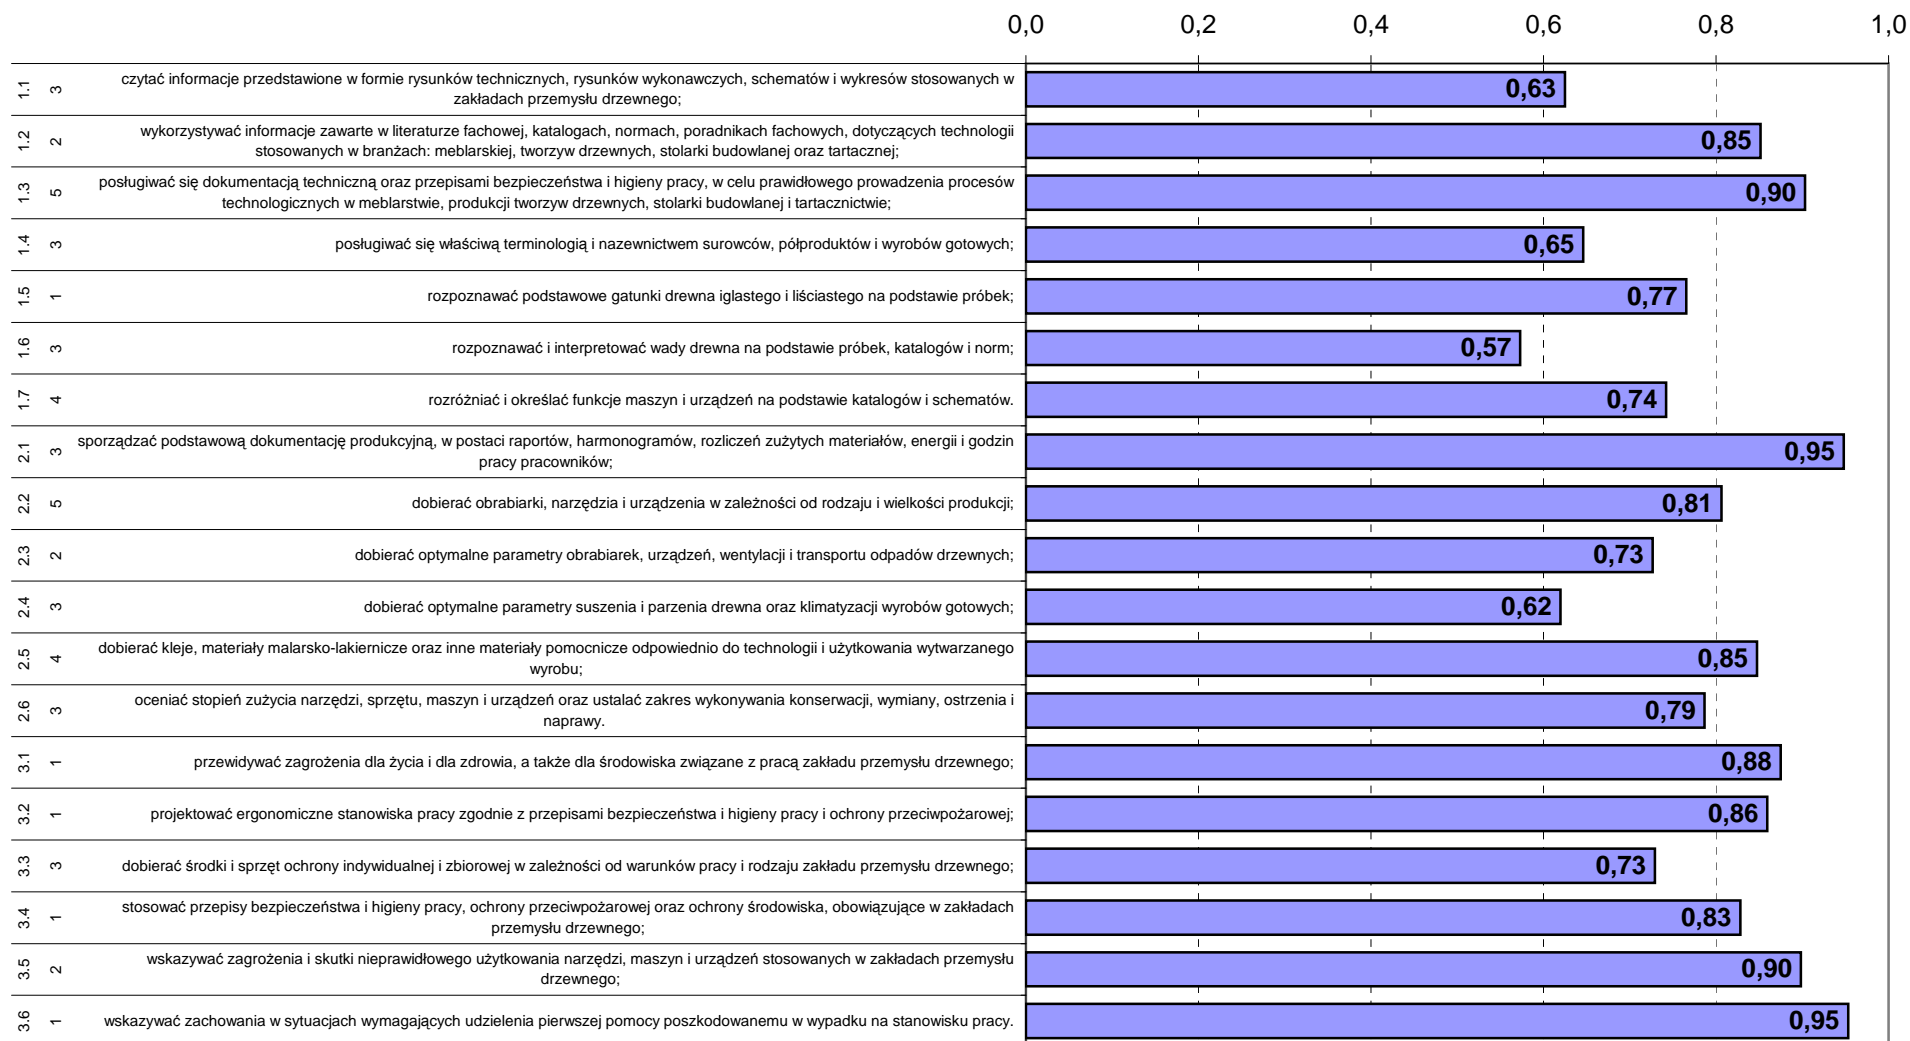 0,0 0,2 0,4 0,6 0,8 1,0
1.1 3 czytać informacje przedstawione w formie rysunków technicznych, rysunków wykonawczych, schematów i wykresów stosowanych w
zakładach przemysłu drzewnego;
0,63
1.2 2 wykorzystywać informacje zawarte w literaturze fachowej, katalogach, normach, poradnikach fachowych, dotyczących technologii
stosowanych w branżach: meblarskiej, tworzyw drzewnych, stolarki budowlanej oraz tartacznej;
0,85
1.3 5 posługiwać się dokumentacją techniczną oraz przepisami bezpieczeństwa i higieny pracy, w celu prawidłowego prowadzenia procesów
technologicznych w meblarstwie, produkcji tworzyw drzewnych, stolarki budowlanej i tartacznictwie;
0,90
1.4 3 posługiwać się właściwą terminologią i nazewnictwem surowców, półproduktów i wyrobów gotowych; 0,65
1.5 1 rozpoznawać podstawowe gatunki drewna iglastego i liściastego na podstawie próbek; 0,77
1.6 3 rozpoznawać i interpretować wady drewna na podstawie próbek, katalogów i norm; 0,57
1.7 4 rozróżniać i określać funkcje maszyn i urządzeń na podstawie katalogów i schematów. 0,74
2.1 3 sporządzać podstawową dokumentację produkcyjną, w postaci raportów, harmonogramów, rozliczeń zużytych materiałów, energii i godzin
pracy pracowników;
0,95
2.2 5 dobierać obrabiarki, narzędzia i urządzenia w zależności od rodzaju i wielkości produkcji; 0,81
2.3 2 dobierać optymalne parametry obrabiarek, urządzeń, wentylacji i transportu odpadów drzewnych; 0,73
2.4 3 dobierać optymalne parametry suszenia i parzenia drewna oraz klimatyzacji wyrobów gotowych; 0,62
2.5 4 dobierać kleje, materiały malarsko-lakiernicze oraz inne materiały pomocnicze odpowiednio do technologii i użytkowania wytwarzanego
wyrobu;
0,85
2.6 3 oceniać stopień zużycia narzędzi, sprzętu, maszyn i urządzeń oraz ustalać zakres wykonywania konserwacji, wymiany, ostrzenia i
naprawy.
0,79
3.1 1 przewidywać zagrożenia dla życia i dla zdrowia, a także dla środowiska związane z pracą zakładu przemysłu drzewnego; 0,88
3.2 1 projektować ergonomiczne stanowiska pracy zgodnie z przepisami bezpieczeństwa i higieny pracy i ochrony przeciwpożarowej; 0,86
3.3 3 dobierać środki i sprzęt ochrony indywidualnej i zbiorowej w zależności od warunków pracy i rodzaju zakładu przemysłu drzewnego; 0,73
3.4 1 stosować przepisy bezpieczeństwa i higieny pracy, ochrony przeciwpożarowej oraz ochrony środowiska, obowiązujące w zakładach
przemysłu drzewnego;
0,83
3.5 2 wskazywać zagrożenia i skutki nieprawidłowego użytkowania narzędzi, maszyn i urządzeń stosowanych w zakładach przemysłu
drzewnego;
0,90
3.6 1 wskazywać zachowania w sytuacjach wymagających udzielenia pierwszej pomocy poszkodowanemu w wypadku na stanowisku pracy. 0,95